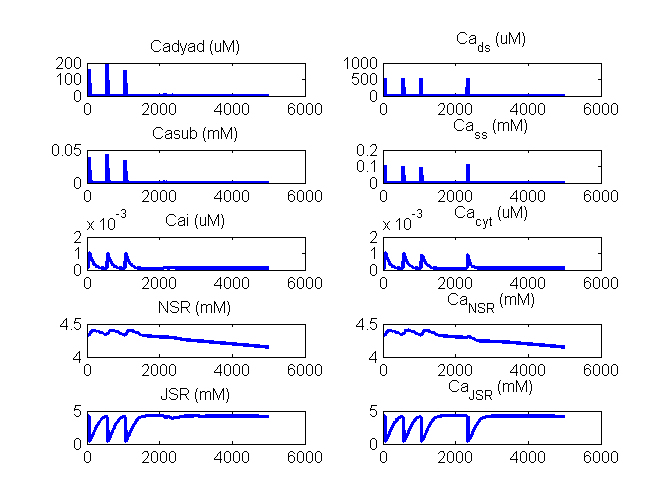 Cadyad (uM)
200
100
0
0 2000 4000 6000
Ca_ds (uM)
1000
500
0
0 2000 4000 6000
Casub (mM)
0.05
0
0 2000 4000 6000
Ca_ss (mM)
0.2
0.1
0
0 2000 4000 6000
Cai (uM)
x 10^-3
2
1
0
0 2000 4000 6000
Ca_cyt (uM)
x 10^-3
2
1
0
0 2000 4000 6000
NSR (mM)
4.5
4
0 2000 4000 6000
Ca_NSR (mM)
4.5
4
0 2000 4000 6000
JSR (mM)
5
0
0 2000 4000 6000
Ca_JSR (mM)
5
0
0 2000 4000 6000